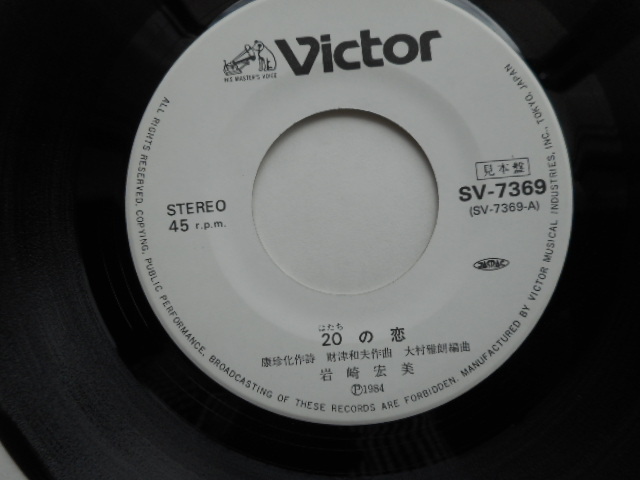 HIS MASTER'S VOICE
Victor
見本盤
SV-7369
(SV-7369-A)
STEREO
45 r.p.m.
はたち
20 の 恋
康珍化作詩 財津和夫作曲 大村雅朗編曲
岩崎宏美
Ⓟ1984
ALL RIGHTS RESERVED, COPYING, PUBLIC PERFORMANCE, BROADCASTING OF THESE RECORDS ARE FORBIDDEN. MANUFACTURED BY VICTOR MUSICAL INDUSTRIES, INC., TOKYO, JAPAN